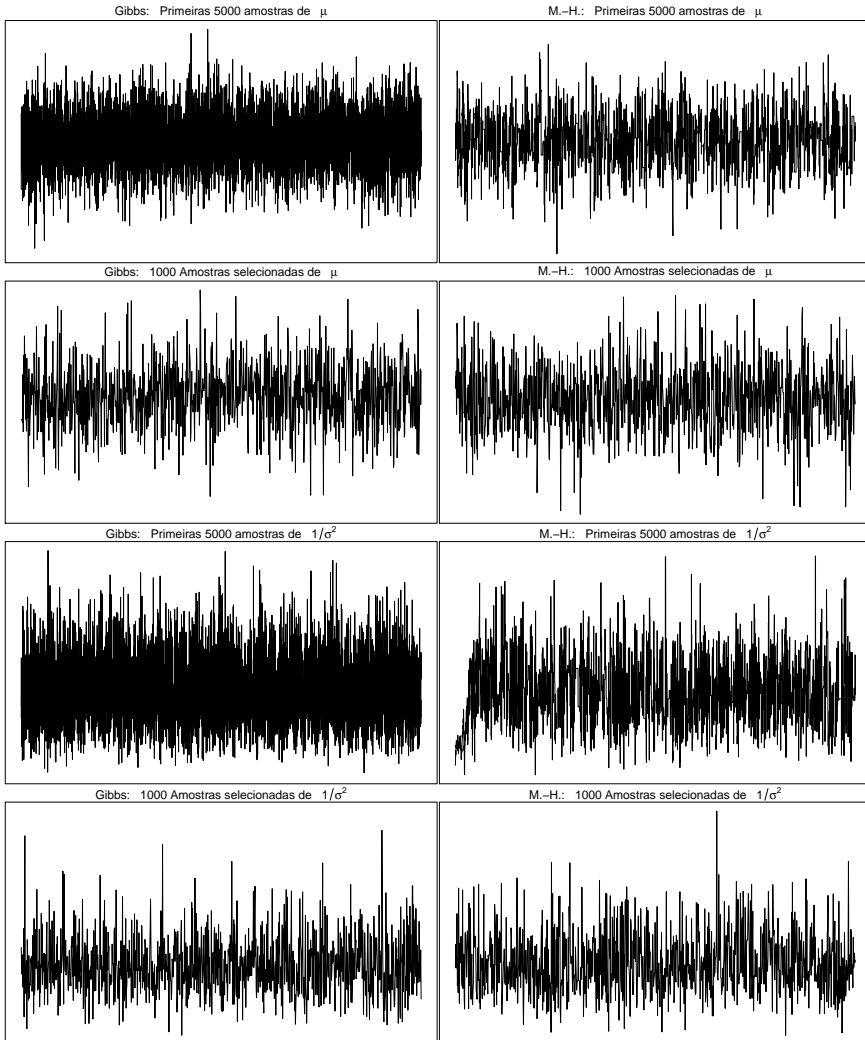 Gibbs: Primeiras 5000 amostras de μ
M.−H.: Primeiras 5000 amostras de μ
Gibbs: 1000 Amostras selecionadas de μ
M.−H.: 1000 Amostras selecionadas de μ
Gibbs: Primeiras 5000 amostras de 1/σ²
M.−H.: Primeiras 5000 amostras de 1/σ²
Gibbs: 1000 Amostras selecionadas de 1/σ²
M.−H.: 1000 Amostras selecionadas de 1/σ²